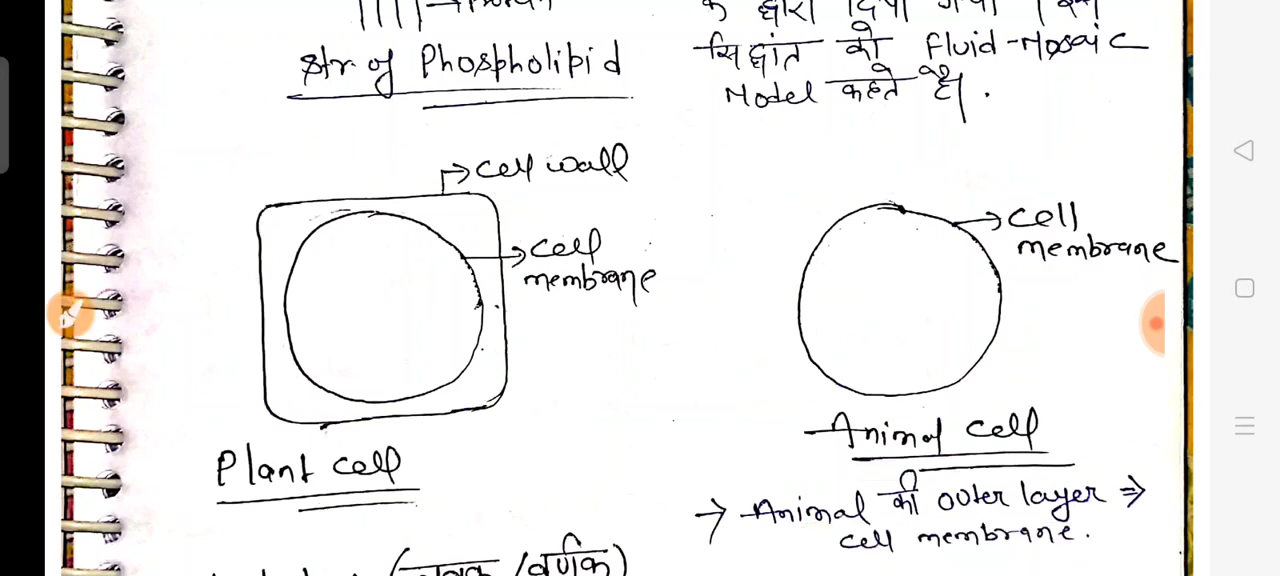 Str of Phospholipid
के द्वारा दिया गया
सिद्धांत को fluid-Mosaic
Model कहते है।
cell wall
cell
membrane
Plant cell
cell
membrane
Animal cell
→ Animal की outer layer ⇒
cell membrane.